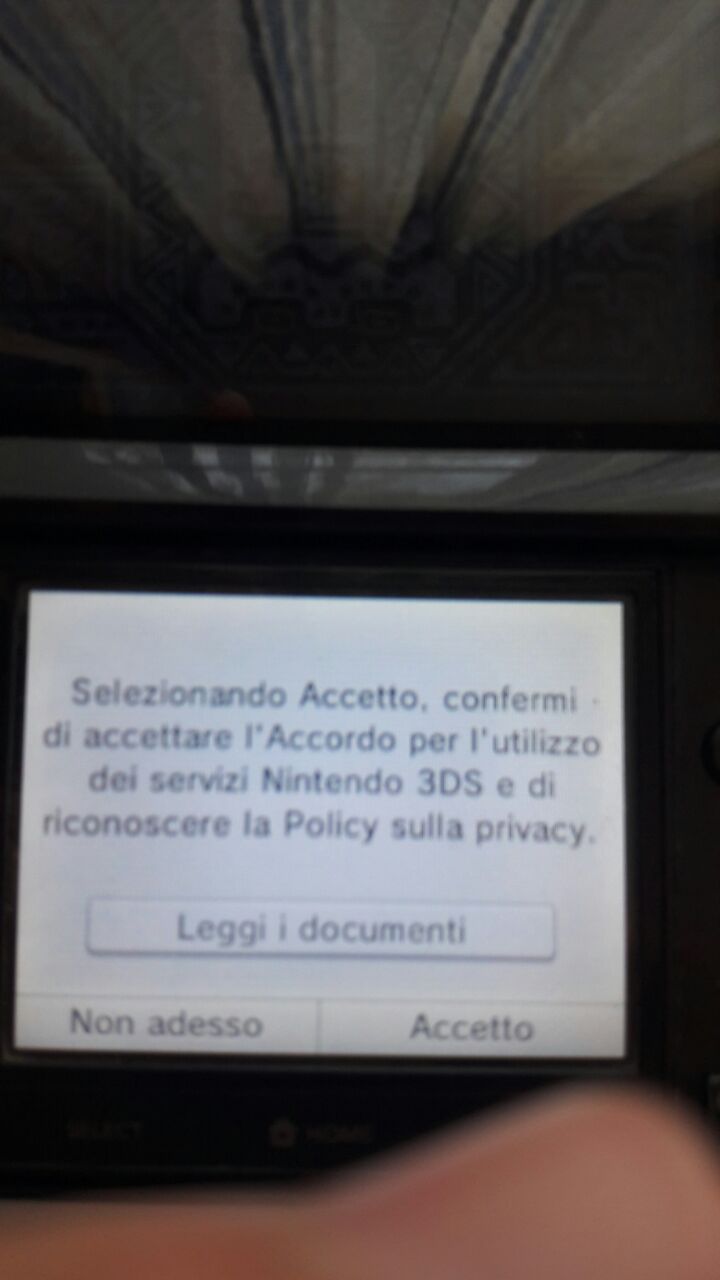 Selezionando Accetto, confermi
di accettare l'Accordo per l'utilizzo
dei servizi Nintendo 3DS e di
riconoscere la Policy sulla privacy.
Leggi i documenti
Non adesso
Accetto
SELECT
HOME